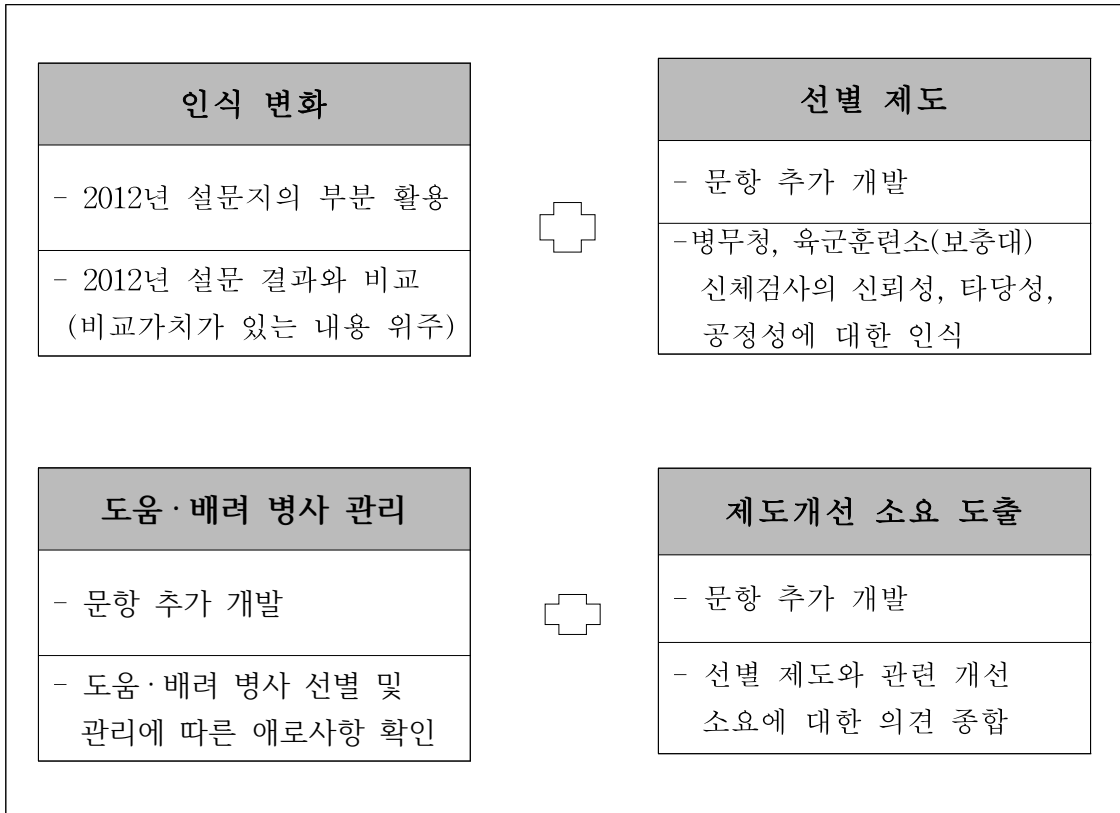 인식 변화
- 2012년 설문지의 부분 활용
- 2012년 설문 결과와 비교
(비교가치가 있는 내용 위주)
선별 제도
- 문항 추가 개발
-병무청, 육군훈련소(보충대)
신체검사의 신뢰성, 타당성,
공정성에 대한 인식
도움·배려 병사 관리
- 문항 추가 개발
- 도움·배려 병사 선별 및
관리에 따른 애로사항 확인
제도개선 소요 도출
- 문항 추가 개발
- 선별 제도와 관련 개선
소요에 대한 의견 종합